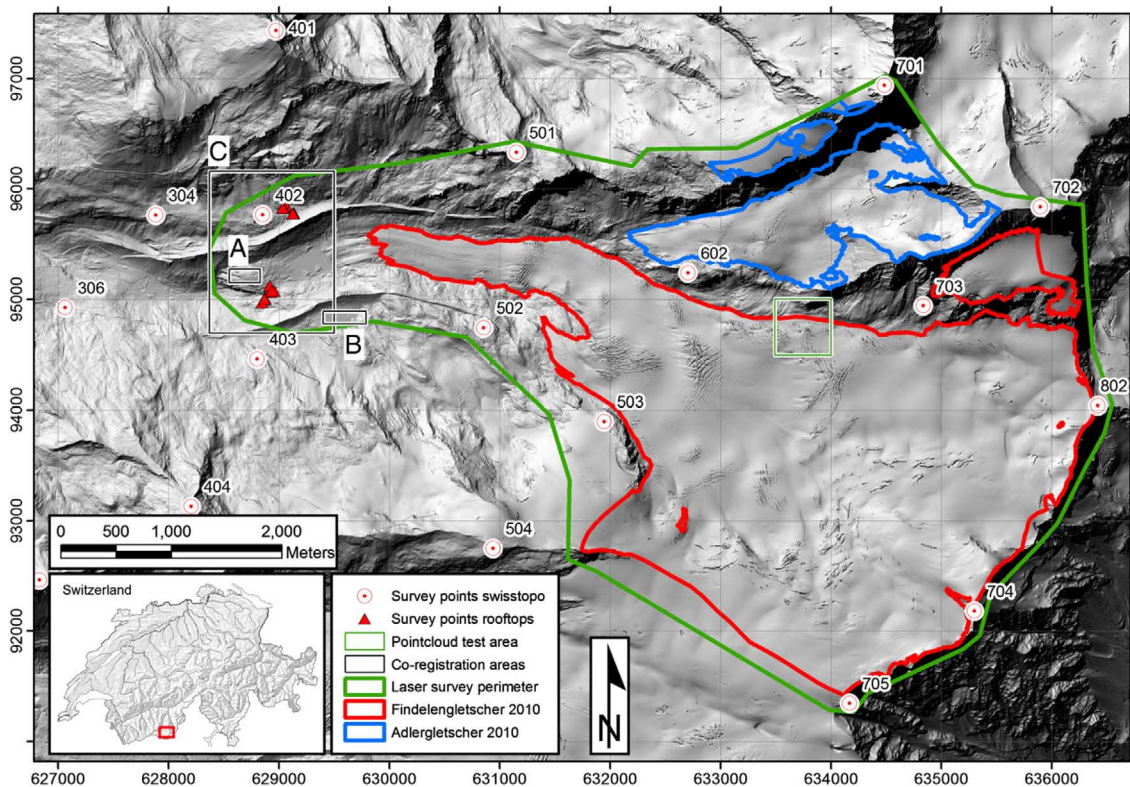 401
97000
701
501
C
96000
304
402
702
A
602
306
95000
703
502
B
403
802
94000
503
404
93000
504
0 500 1,000 2,000
Meters
704
92000
705
Switzerland
Survey points swisstopo
Survey points rooftops
Pointcloud test area
Co-registration areas
Laser survey perimeter
Findelengletscher 2010
Adlergletscher 2010
N
627000 628000 629000 630000 631000 632000 633000 634000 635000 636000